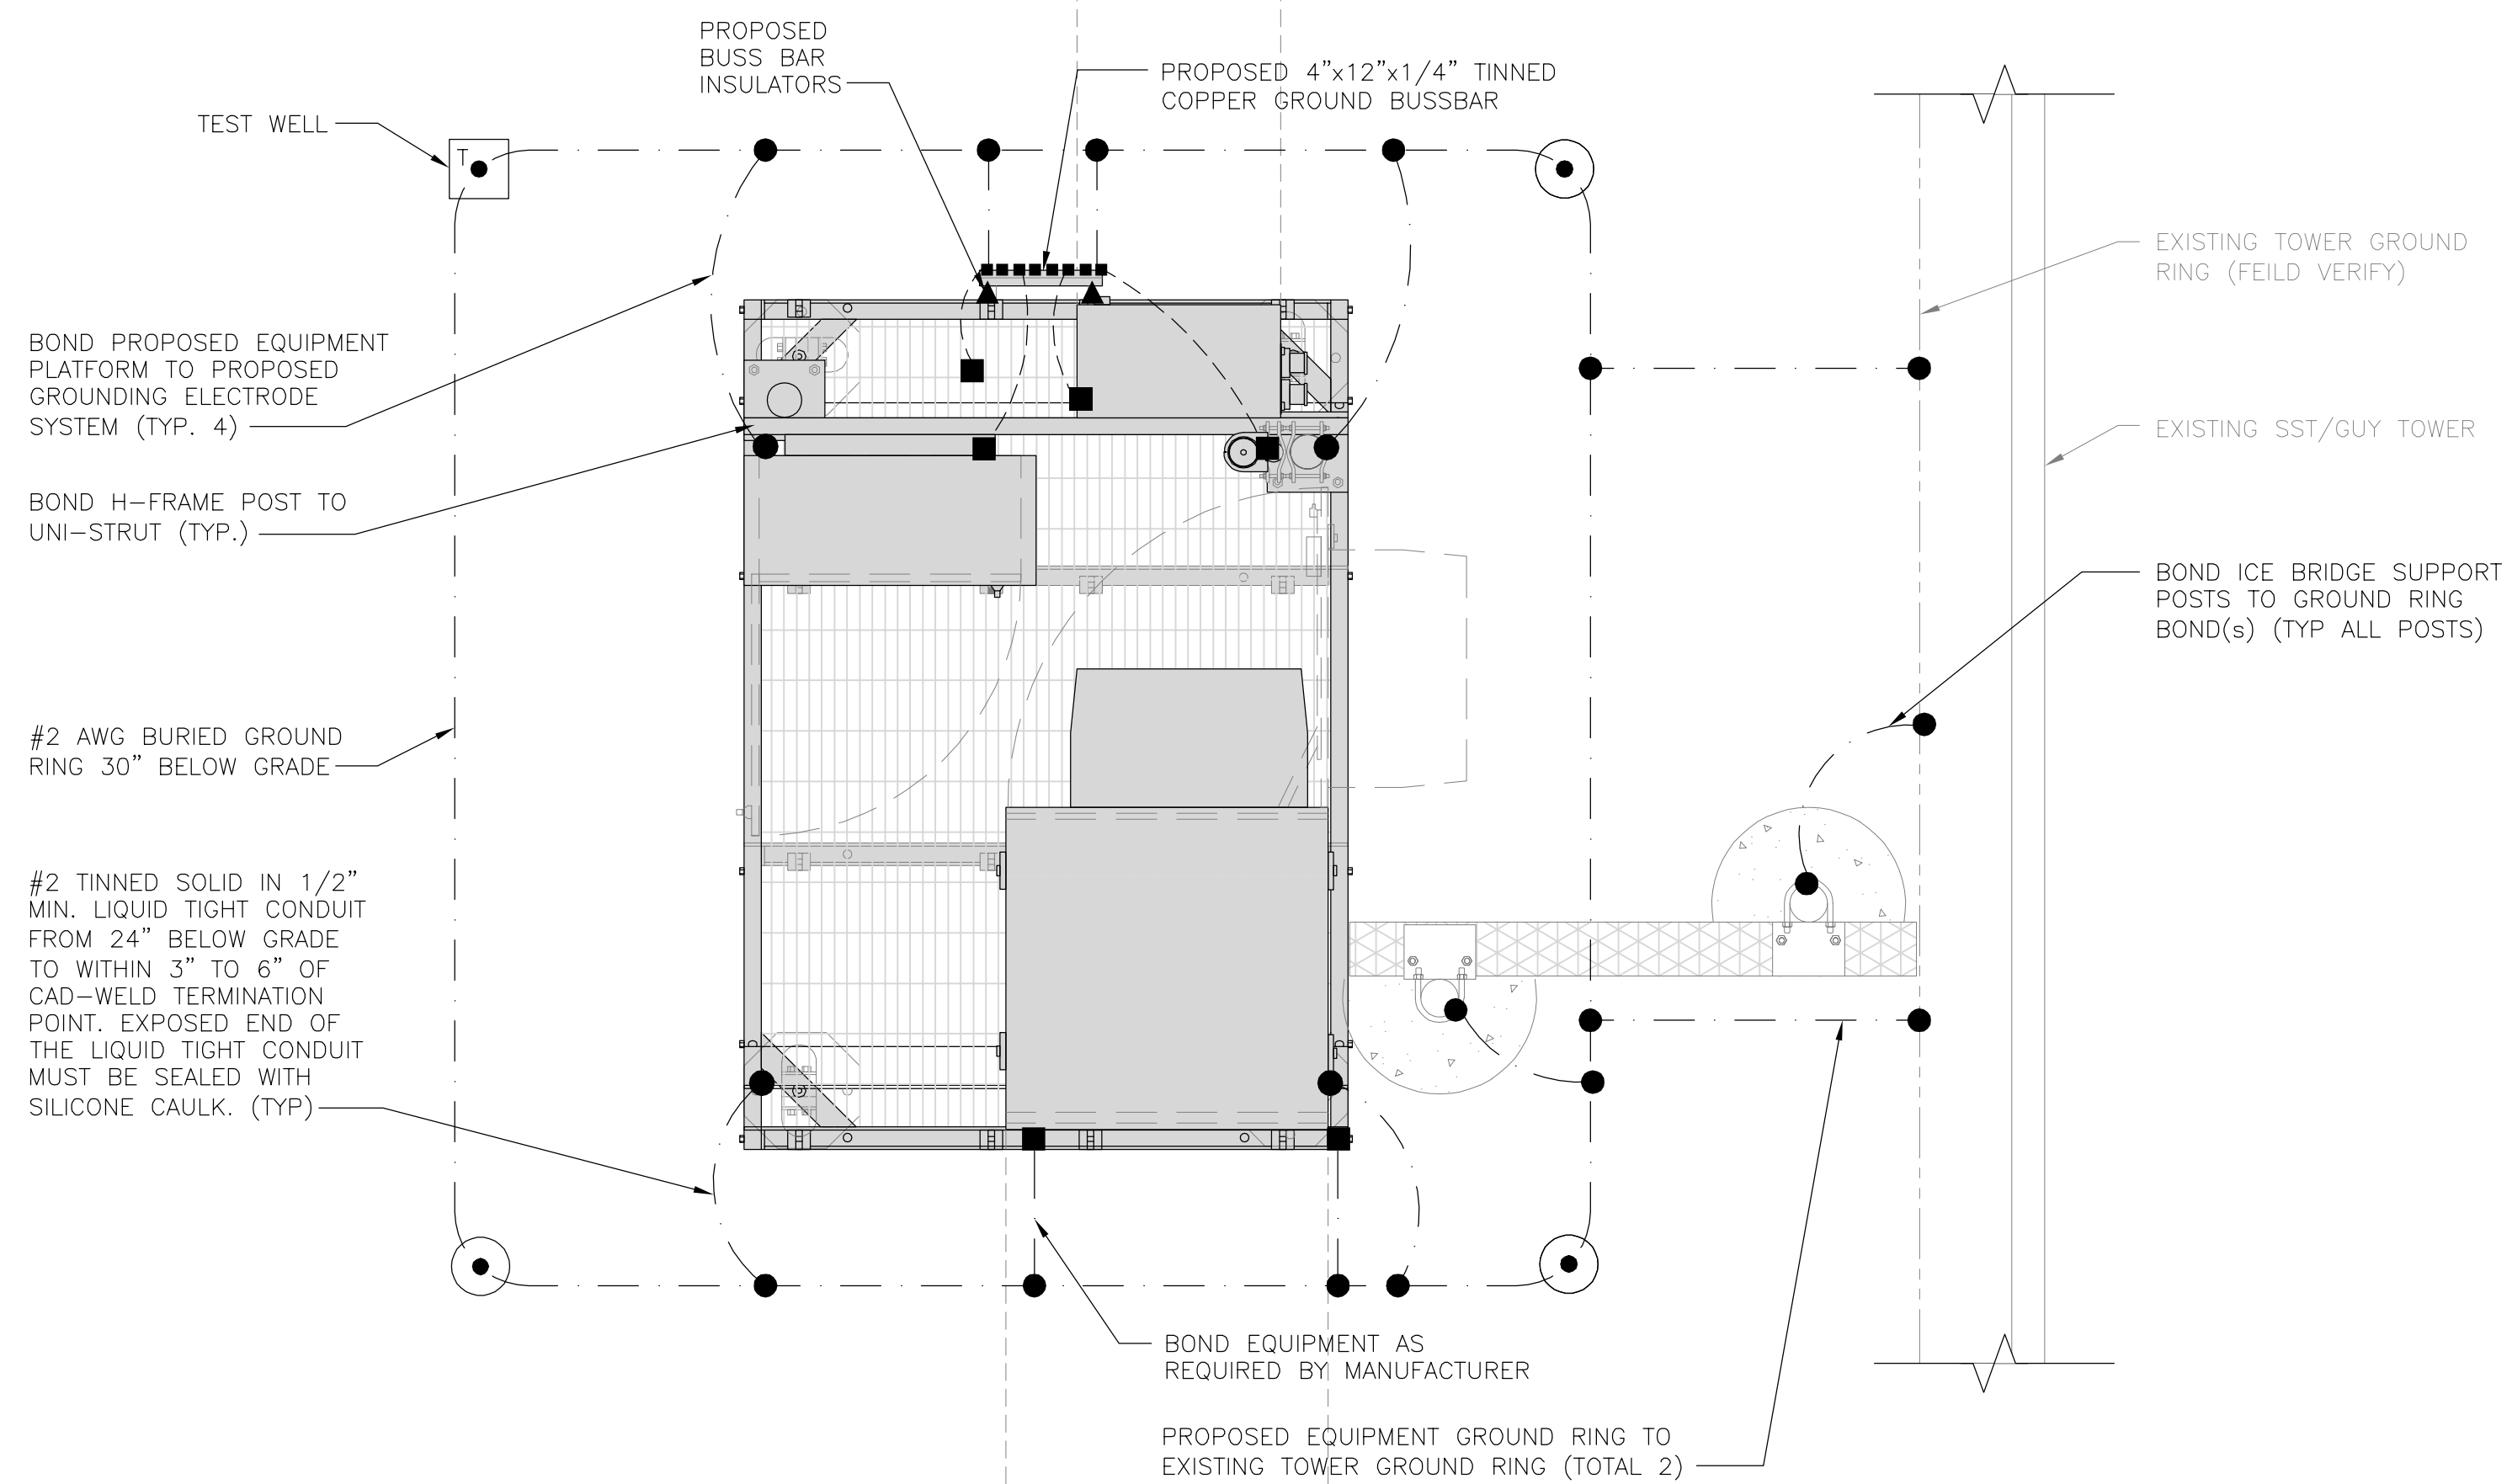 PROPOSED
BUSS BAR
INSULATORS
PROPOSED 4”x12”x1/4” TINNED
COPPER GROUND BUSSBAR
TEST WELL
T
EXISTING TOWER GROUND
RING (FEILD VERIFY)
BOND PROPOSED EQUIPMENT
PLATFORM TO PROPOSED
GROUNDING ELECTRODE
SYSTEM (TYP. 4)
EXISTING SST/GUY TOWER
BOND H-FRAME POST TO
UNI-STRUT (TYP.)
BOND ICE BRIDGE SUPPORT
POSTS TO GROUND RING
BOND(s) (TYP ALL POSTS)
#2 AWG BURIED GROUND
RING 30” BELOW GRADE
#2 TINNED SOLID IN 1/2”
MIN. LIQUID TIGHT CONDUIT
FROM 24” BELOW GRADE
TO WITHIN 3” TO 6” OF
CAD-WELD TERMINATION
POINT. EXPOSED END OF
THE LIQUID TIGHT CONDUIT
MUST BE SEALED WITH
SILICONE CAULK. (TYP)
BOND EQUIPMENT AS
REQUIRED BY MANUFACTURER
PROPOSED EQUIPMENT GROUND RING TO
EXISTING TOWER GROUND RING (TOTAL 2)